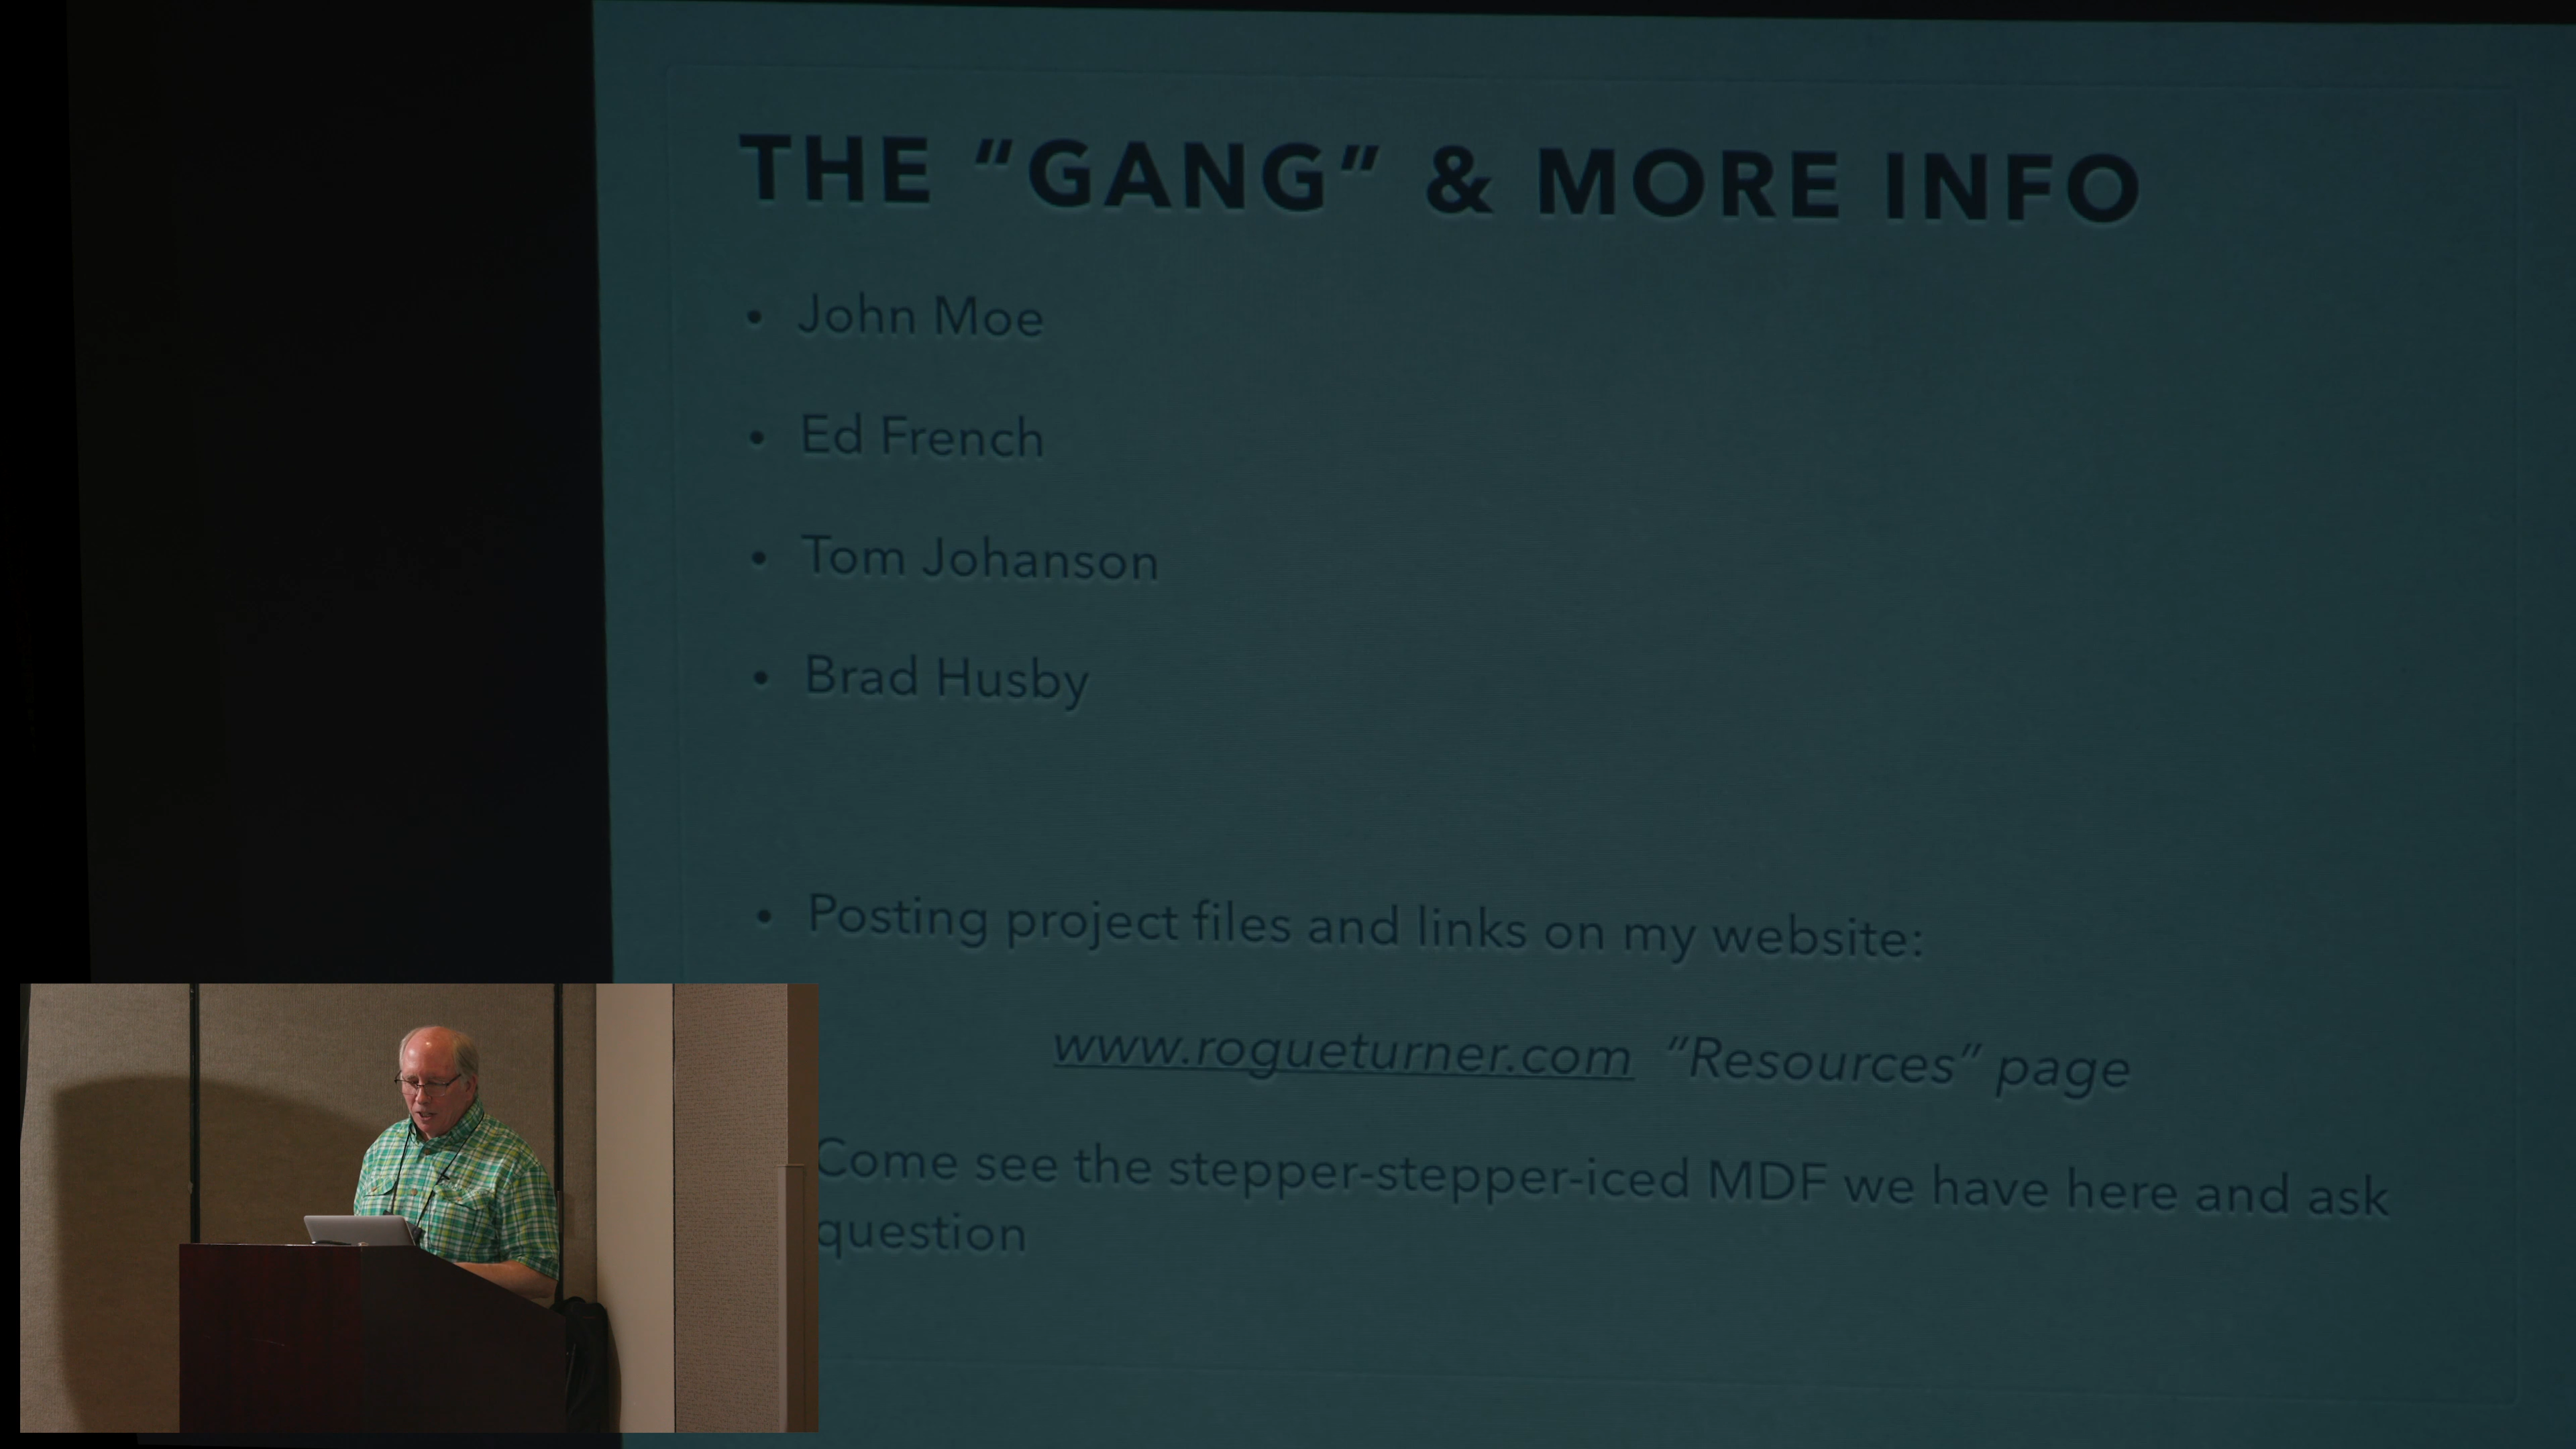 THE "GANG" & MORE INFO
• John Moe
• Ed French
• Tom Johanson
• Brad Husby
• Posting project files and links on my website:
www.rogueturner.com "Resources" page
Come see the stepper-stepper-iced MDF we have here and ask
question